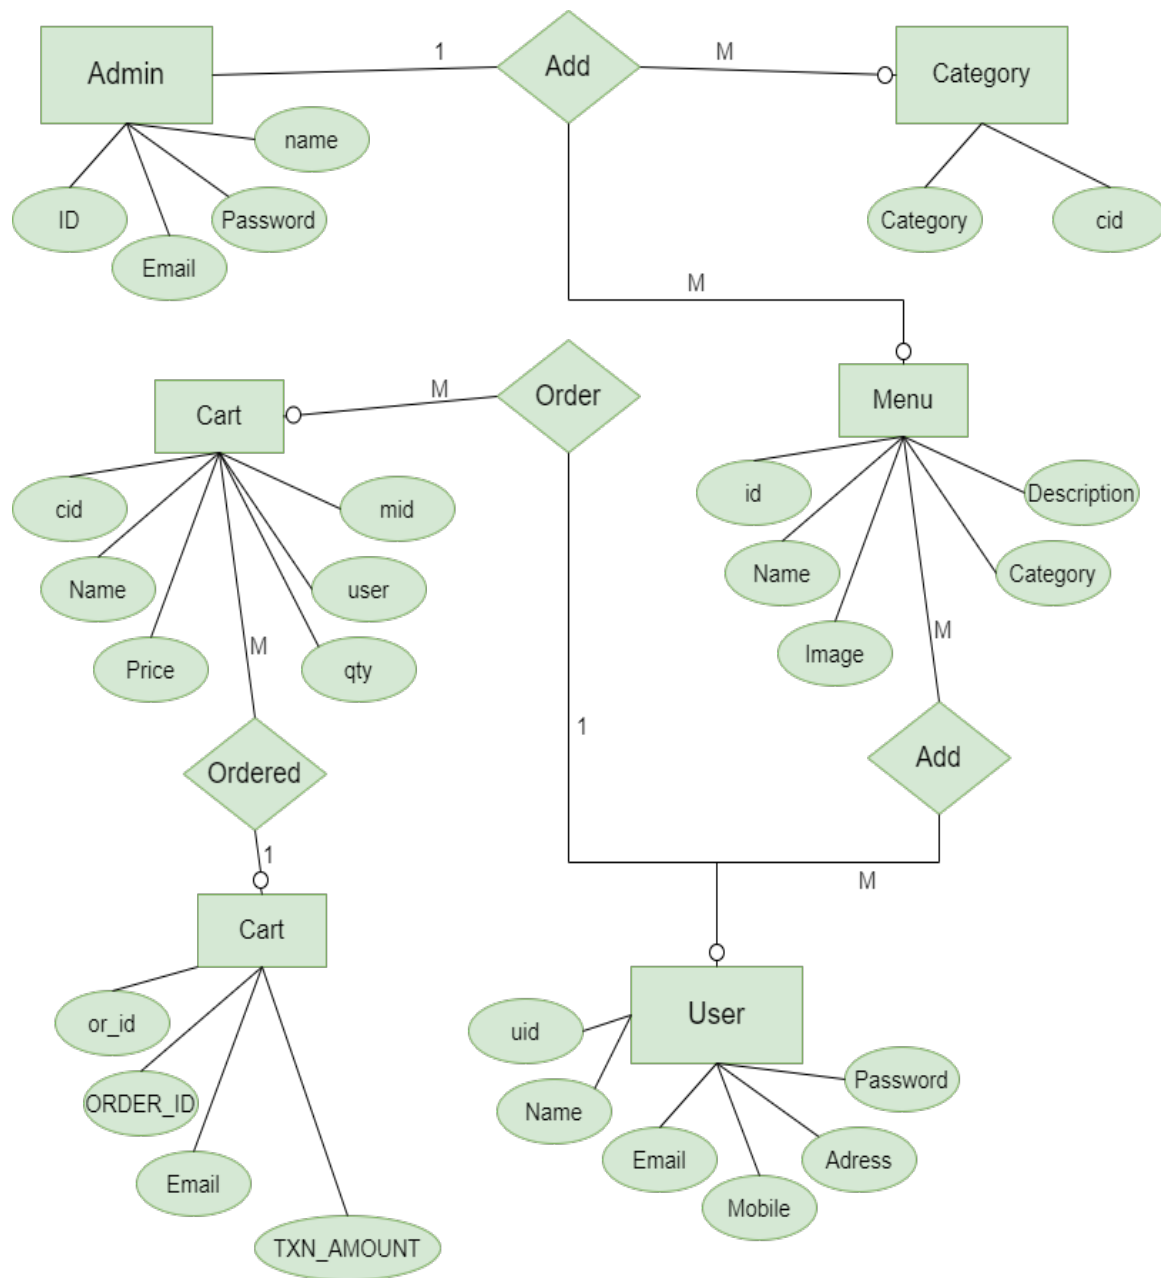 Admin
1
Add
M
Category
name
ID
Password
Email
Category
cid
M
Cart
M
Order
Menu
cid
mid
Name
user
Price
M
qty
id
Description
Name
Category
Image
M
Ordered
1
Add
1
M
Cart
or_id
ORDER_ID
Email
TXN_AMOUNT
User
uid
Name
Password
Email
Adress
Mobile